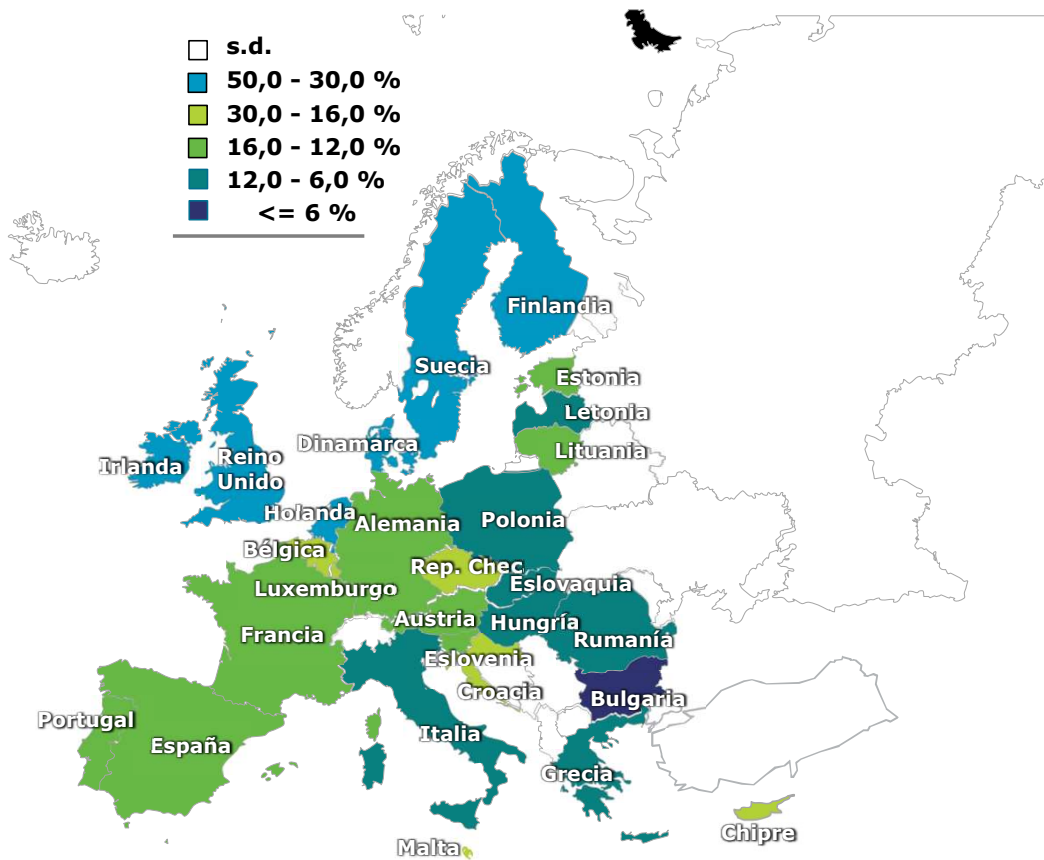 s.d.
50,0 - 30,0 %
30,0 - 16,0 %
16,0 - 12,0 %
12,0 - 6,0 %
<= 6 %
Finlandia
Suecia
Estonia
Letonia
Dinamarca
Lituania
Irlanda
Reino
Unido
Holanda
Alemania
Polonia
Bélgica
Rep. Chec
Eslovaquia
Luxemburgo
Austria
Hungría
Francia
Rumanía
Eslovenia
Croacia
Bulgaria
Portugal
España
Italia
Grecia
Chipre
Malta